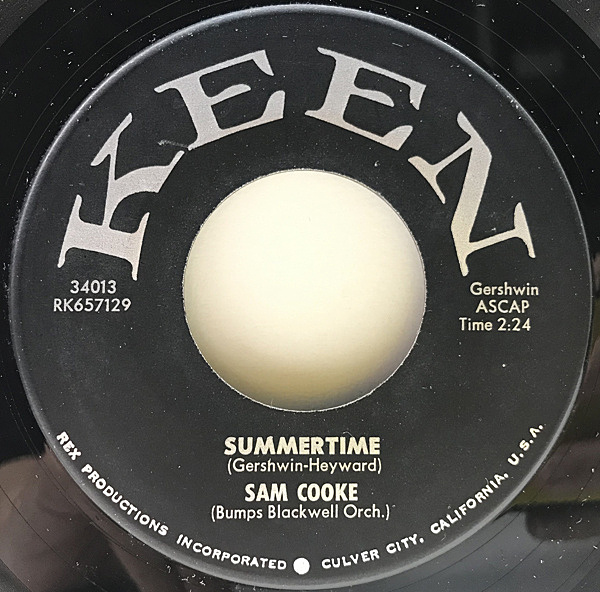 KEEN
34013
RK657129
Gershwin
ASCAP
Time 2:24
SUMMERTIME
(Gershwin-Heyward)
SAM COOKE
(Bumps Blackwell Orch.)
REX PRODUCTIONS INCORPORATED ● CULVER CITY, CALIFORNIA, U.S.A.